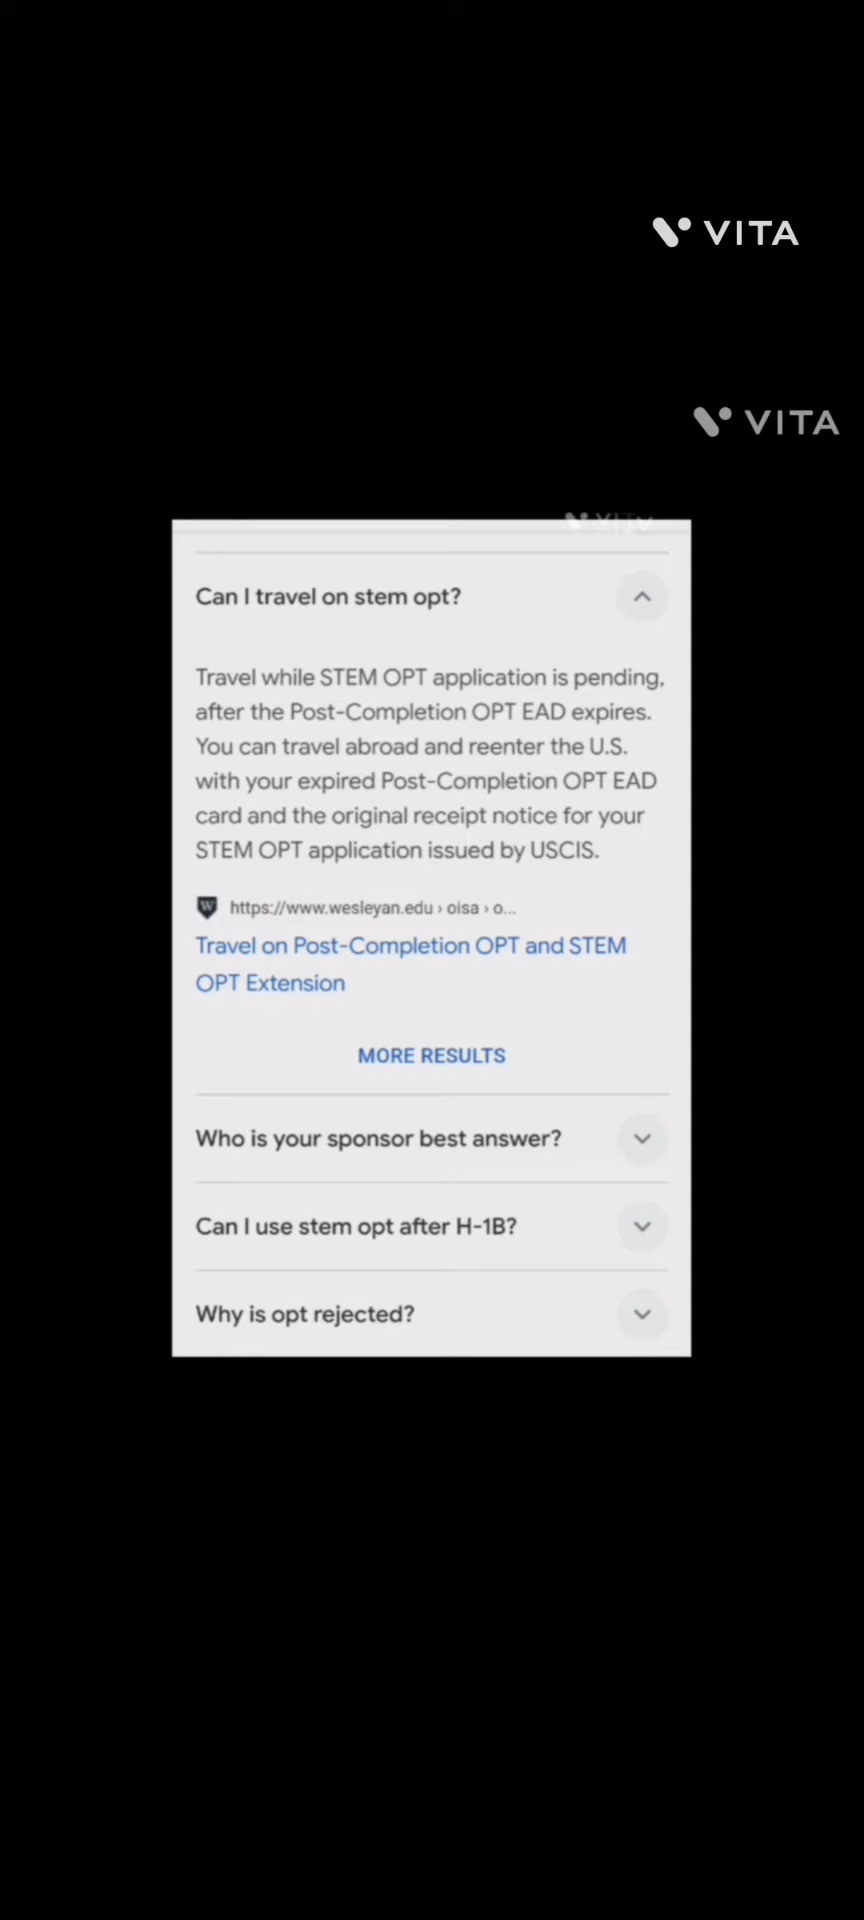 VITA
VITA
VITA
Can I travel on stem opt?
Travel while STEM OPT application is pending,
after the Post-Completion OPT EAD expires.
You can travel abroad and reenter the U.S.
with your expired Post-Completion OPT EAD
card and the original receipt notice for your
STEM OPT application issued by USCIS.
W
https://www.wesleyan.edu › oisa › o...
Travel on Post-Completion OPT and STEM
OPT Extension
MORE RESULTS
Who is your sponsor best answer?
Can I use stem opt after H-1B?
Why is opt rejected?